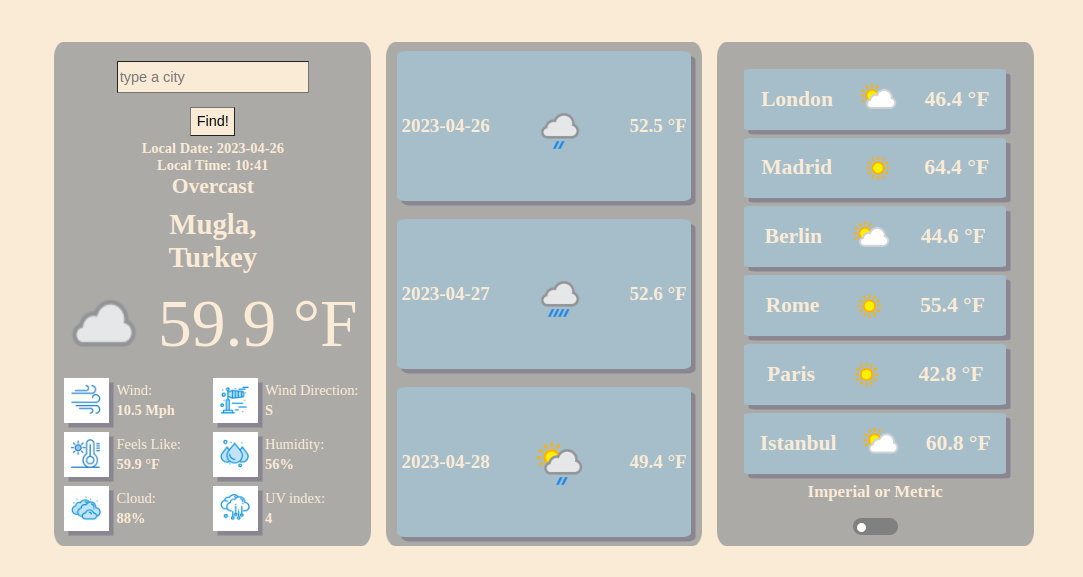 type a city
Find!
Local Date: 2023-04-26
Local Time: 10:41
Overcast
Mugla,
Turkey
59.9 °F
Wind:
10.5 Mph
Wind Direction:
S
Feels Like:
59.9 °F
Humidity:
56%
Cloud:
88%
UV index:
4
2023-04-26 52.5 °F
2023-04-27 52.6 °F
2023-04-28 49.4 °F
London 46.4 °F
Madrid 64.4 °F
Berlin 44.6 °F
Rome 55.4 °F
Paris 42.8 °F
Istanbul 60.8 °F
Imperial or Metric